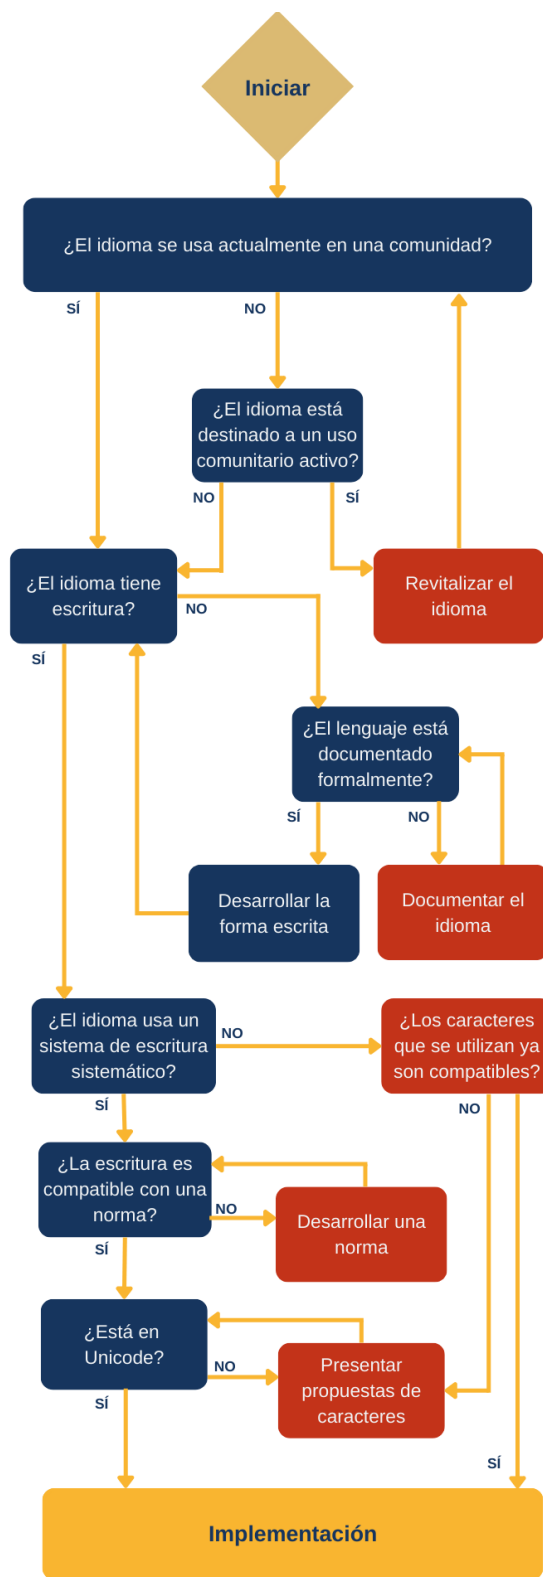 Iniciar
¿El idioma se usa actualmente en una comunidad?
SÍ
NO
¿El idioma está
destinado a un uso
comunitario activo?
NO
SÍ
¿El idioma tiene
escritura?
Revitalizar el
idioma
NO
SÍ
¿El lenguaje está
documentado
formalmente?
SÍ
NO
Desarrollar la
forma escrita
Documentar el
idioma
¿El idioma usa un
sistema de escritura
sistemático?
NO
¿Los caracteres
que se utilizan ya
son compatibles?
SÍ
NO
¿La escritura es
compatible con una
norma?
NO
Desarrollar una
norma
SÍ
¿Está en
Unicode?
NO
Presentar
propuestas de
caracteres
SÍ
SÍ
Implementación